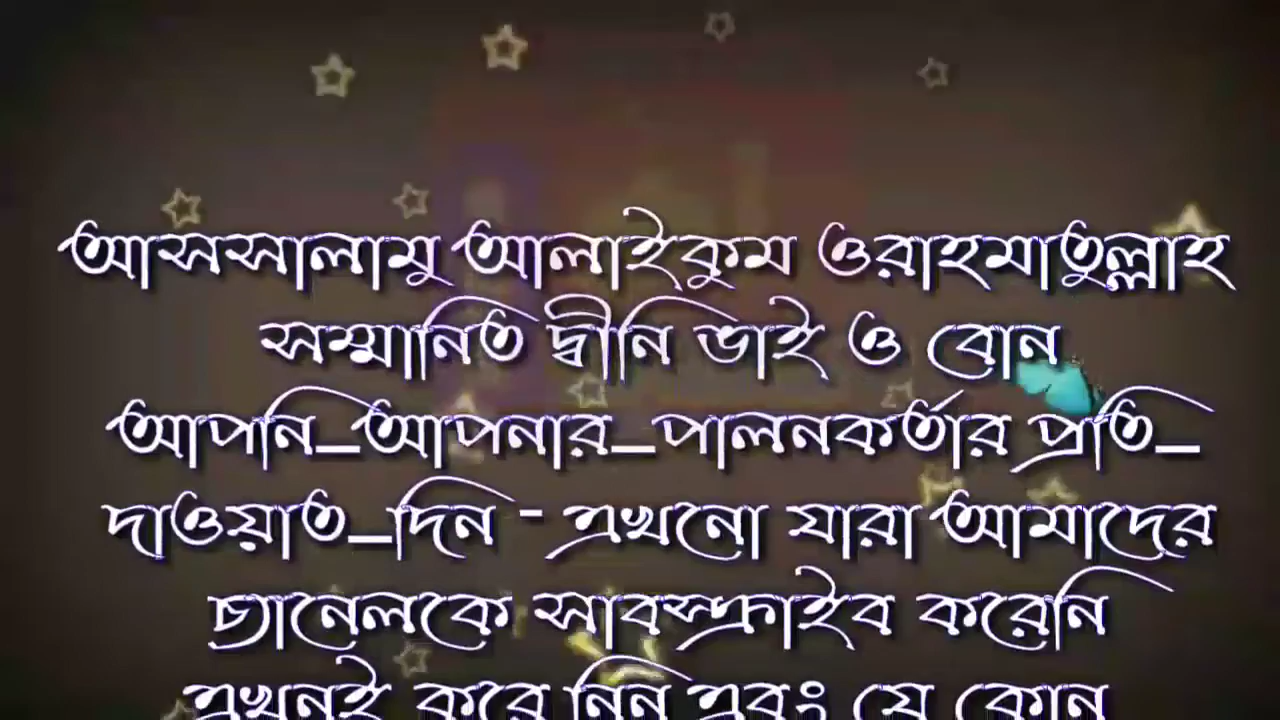 আসসালামু আলাইকুম ওরাহমাতুল্লাহ
সম্মানিত দ্বীনি ভাই ও বোন
আপনি_আপনার_পালনকর্তার প্রতি_
দাওয়াত_দিন - এখনো যারা আমাদের
চ্যানেলকে সাবস্ক্রাইব করেনি
এখনই করে নিন এবং যে কোন